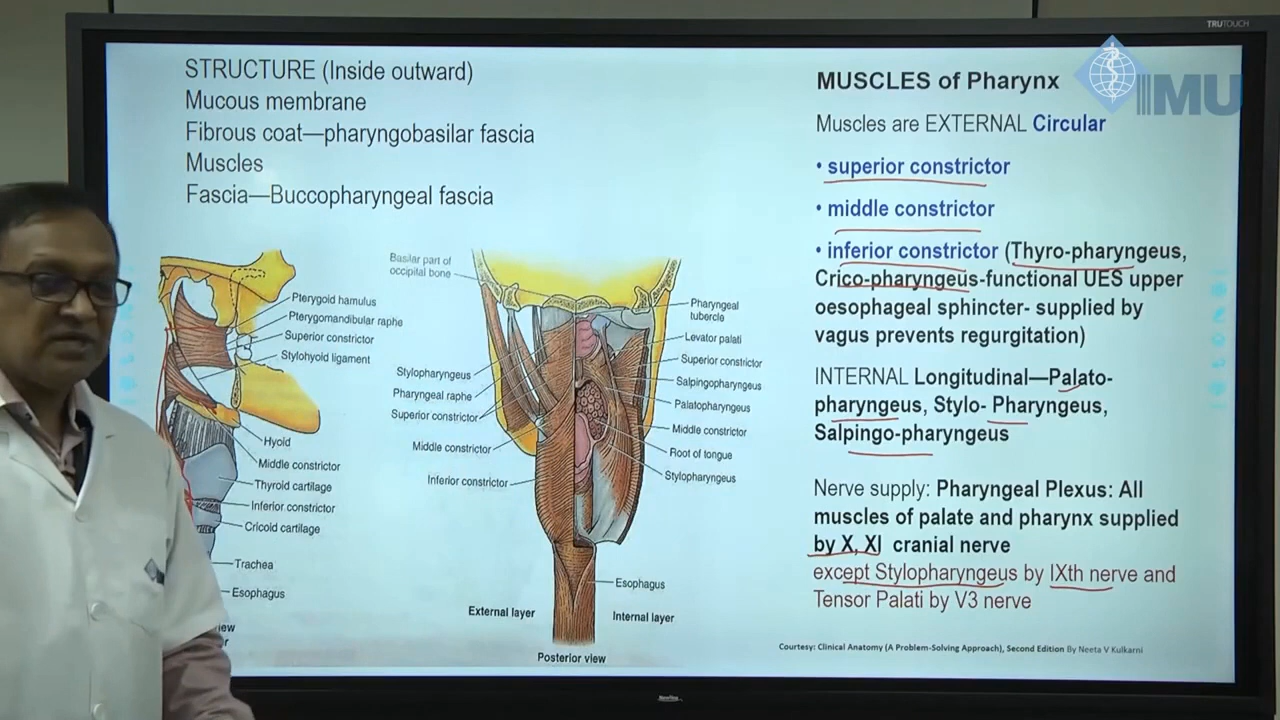 TRUTOUCH
IMU
STRUCTURE (Inside outward)
Mucous membrane
Fibrous coat—pharyngobasilar fascia
Muscles
Fascia—Buccopharyngeal fascia
Pterygoid hamulus
Pterygomandibular raphe
Superior constrictor
Stylohyoid ligament
Hyoid
Middle constrictor
Thyroid cartilage
Inferior constrictor
Cricoid cartilage
Trachea
Esophagus
Basilar part of
occipital bone
Stylopharyngeus
Pharyngeal raphe
Superior constrictor
Middle constrictor
Inferior constrictor
Pharyngeal
tubercle
Levator palati
Superior constrictor
Salpingopharyngeus
Palatopharyngeus
Middle constrictor
Root of tongue
Stylopharyngeus
Esophagus
External layer
Internal layer
Posterior view
MUSCLES of Pharynx
Muscles are EXTERNAL Circular
• superior constrictor
• middle constrictor
• inferior constrictor (Thyro-pharyngeus,
Crico-pharyngeus-functional UES upper
oesophageal sphincter- supplied by
vagus prevents regurgitation)
INTERNAL Longitudinal—Palato-
pharyngeus, Stylo- Pharyngeus,
Salpingo-pharyngeus
Nerve supply: Pharyngeal Plexus: All
muscles of palate and pharynx supplied
by X, XI cranial nerve
except Stylopharyngeus by IXth nerve and
Tensor Palati by V3 nerve
Courtesy: Clinical Anatomy (A Problem-Solving Approach), Second Edition By Neeta V Kulkarni